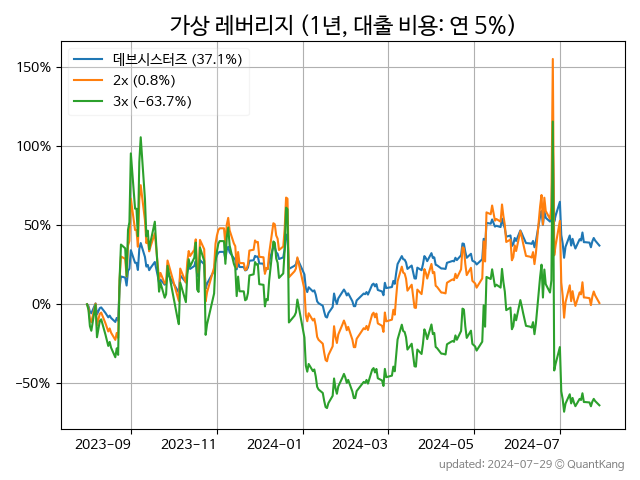 가상 레버리지 (1년, 대출 비용: 연 5%)
데브시스터즈 (37.1%)
2x (0.8%)
3x (-63.7%)
150%
100%
50%
0%
-50%
2023-09
2023-11
2024-01
2024-03
2024-05
2024-07
updated: 2024-07-29 © QuantKang